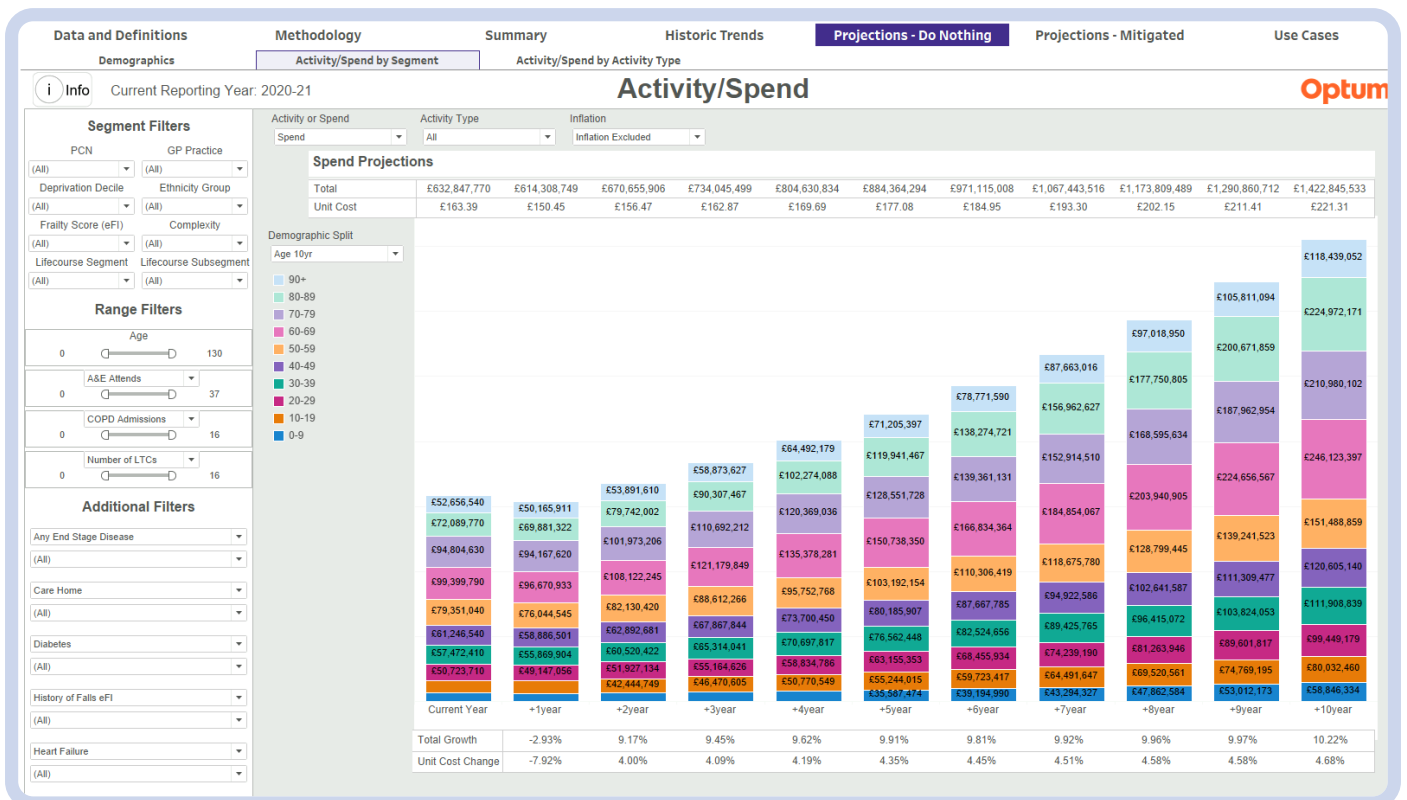 Data and Definitions Methodology Summary Historic Trends Projections - Do Nothing Projections - Mitigated Use Cases
Demographics Activity/Spend by Segment Activity/Spend by Activity Type
i Info Current Reporting Year: 2020-21 Activity/Spend Optum
Segment Filters
PCN GP Practice
(All) (All)
Deprivation Decile Ethnicity Group
(All) (All)
Frailty Score (eFI) Complexity
(All) (All)
Lifecourse Segment Lifecourse Subsegment
(All) (All)
Range Filters
Age
0 130
A&E Attends
0 37
COPD Admissions
0 16
Number of LTCs
0 16
Additional Filters
Any End Stage Disease
(All)
Care Home
(All)
Diabetes
(All)
History of Falls eFI
(All)
Heart Failure
(All)
Activity or Spend Activity Type Inflation
Spend All Inflation Excluded
Spend Projections
Total £632,847,770 £614,308,749 £670,655,906 £734,045,499 £804,630,834 £884,364,294 £971,115,008 £1,067,443,516 £1,173,809,489 £1,290,860,712 £1,422,845,533
Unit Cost £163.39 £150.45 £156.47 £162.87 £169.69 £177.08 £184.95 £193.30 £202.15 £211.41 £221.31
Demographic Split
Age 10yr
90+
80-89
70-79
60-69
50-59
40-49
30-39
20-29
10-19
0-9
£52,656,540
£72,089,770
£94,804,630
£99,399,790
£79,351,040
£61,246,540
£57,472,410
£50,723,710
Current Year
£50,165,911
£69,881,322
£94,167,620
£96,670,933
£76,044,545
£58,886,501
£55,869,904
£49,147,056
+1year
£53,891,610
£79,742,002
£101,973,206
£108,122,245
£82,130,420
£62,892,681
£60,520,422
£51,927,134
£42,444,749
+2year
£58,873,627
£90,307,467
£110,692,212
£121,179,849
£88,612,266
£67,867,844
£65,314,041
£55,164,626
£46,470,605
+3year
£64,492,179
£102,274,088
£120,369,036
£135,378,281
£95,752,768
£73,700,450
£70,697,817
£58,834,786
£50,770,549
+4year
£71,205,397
£119,941,467
£128,551,728
£150,738,350
£103,192,154
£80,185,907
£76,562,448
£63,155,353
£55,244,015
£35,587,474
+5year
£78,771,590
£138,274,721
£139,361,131
£166,834,364
£110,306,419
£87,667,785
£82,524,656
£68,455,934
£59,723,417
£39,194,990
+6year
£87,663,016
£156,962,627
£152,914,510
£184,854,067
£118,675,780
£94,922,586
£89,425,765
£74,239,190
£64,491,647
£43,294,327
+7year
£97,018,950
£177,750,805
£168,595,634
£203,940,905
£128,799,445
£102,641,587
£96,415,072
£81,263,946
£69,520,561
£47,862,584
+8year
£105,811,094
£200,671,859
£187,962,954
£224,656,567
£139,241,523
£111,309,477
£103,824,053
£89,601,817
£74,769,195
£53,012,173
+9year
£118,439,052
£224,972,171
£210,980,102
£246,123,397
£151,488,859
£120,605,140
£111,908,839
£99,449,179
£80,032,460
£58,846,334
+10year
Total Growth -2.93% 9.17% 9.45% 9.62% 9.91% 9.81% 9.92% 9.96% 9.97% 10.22%
Unit Cost Change -7.92% 4.00% 4.09% 4.19% 4.35% 4.45% 4.51% 4.58% 4.58% 4.68%